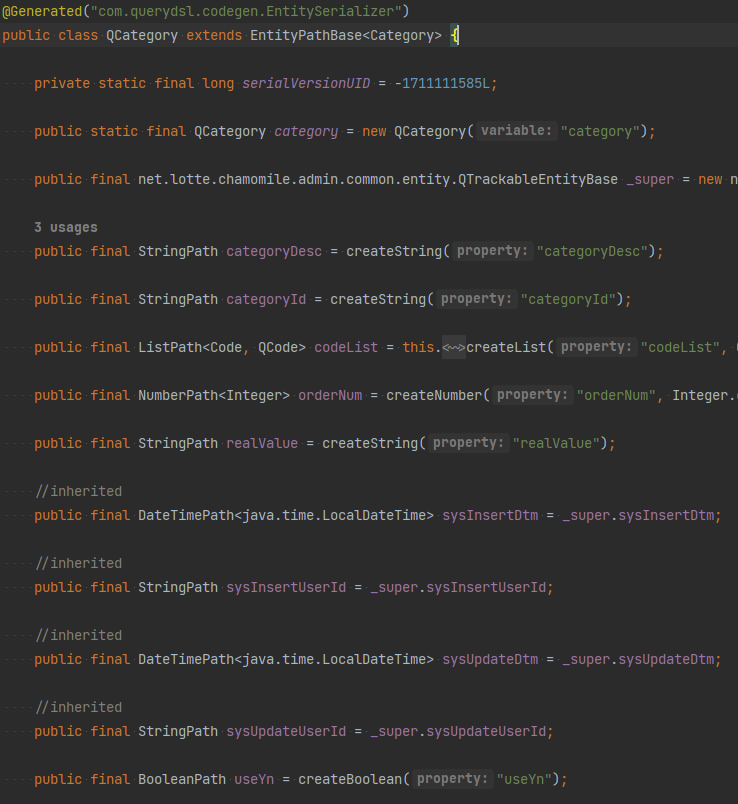 @Generated("com.querydsl.codegen.EntitySerializer")
public class QCategory extends EntityPathBase<Category> {
private static final long serialVersionUID = -1711111585L;
public static final QCategory category = new QCategory( variable: "category");
public final net.lotte.chamomile.admin.common.entity.QTrackableEntityBase _super = new n
3 usages
public final StringPath categoryDesc = createString( property: "categoryDesc");
public final StringPath categoryId = createString( property: "categoryId");
public final ListPath<Code, QCode> codeList = this.<~>createList( property: "codeList",
public final NumberPath<Integer> orderNum = createNumber( property: "orderNum", Integer.
public final StringPath realValue = createString( property: "realValue");
//inherited
public final DateTimePath<java.time.LocalDateTime> sysInsertDtm = _super.sysInsertDtm;
//inherited
public final StringPath sysInsertUserId = _super.sysInsertUserId;
//inherited
public final DateTimePath<java.time.LocalDateTime> sysUpdateDtm = _super.sysUpdateDtm;
//inherited
public final StringPath sysUpdateUserId = _super.sysUpdateUserId;
public final BooleanPath useYn = createBoolean( property: "useYn");